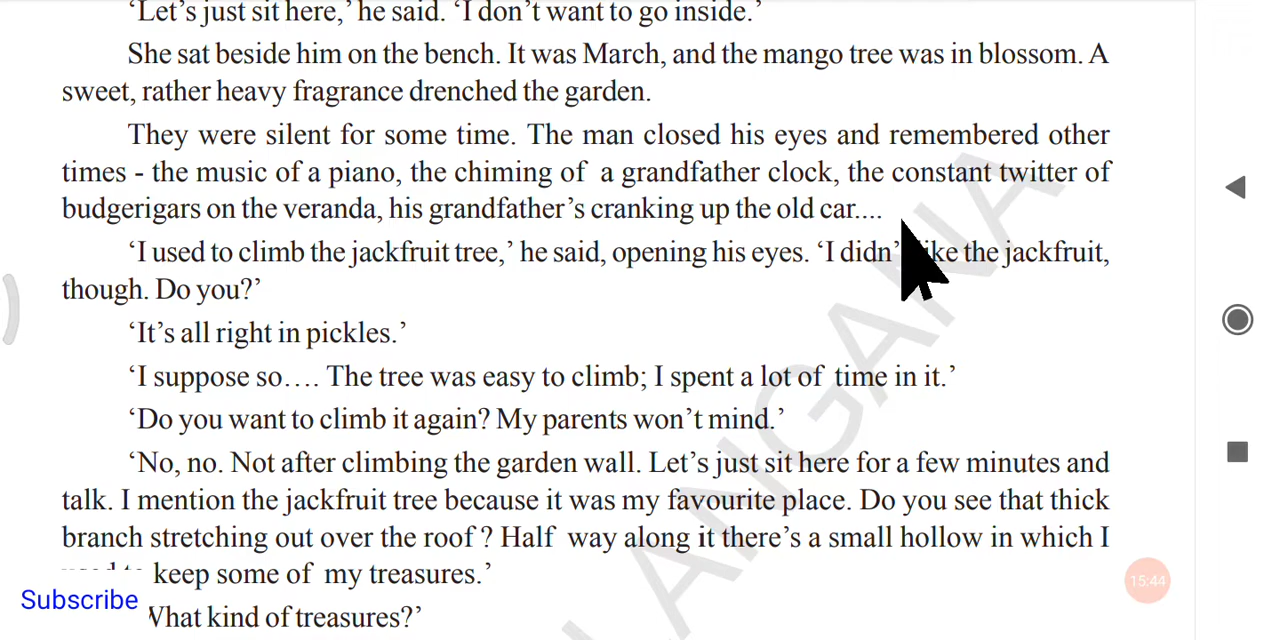 ‘Let’s just sit here,’ he said. ‘I don’t want to go inside.’
She sat beside him on the bench. It was March, and the mango tree was in blossom. A
sweet, rather heavy fragrance drenched the garden.
They were silent for some time. The man closed his eyes and remembered other
times - the music of a piano, the chiming of a grandfather clock, the constant twitter of
budgerigars on the veranda, his grandfather’s cranking up the old car....
‘I used to climb the jackfruit tree,’ he said, opening his eyes. ‘I didn’ like the jackfruit,
though. Do you?’
‘It’s all right in pickles.’
‘I suppose so…. The tree was easy to climb; I spent a lot of time in it.’
‘Do you want to climb it again? My parents won’t mind.’
‘No, no. Not after climbing the garden wall. Let’s just sit here for a few minutes and
talk. I mention the jackfruit tree because it was my favourite place. Do you see that thick
branch stretching out over the roof? Half way along it there’s a small hollow in which I
keep some of my treasures.’
What kind of treasures?’
Subscribe
15:44
LANGANA